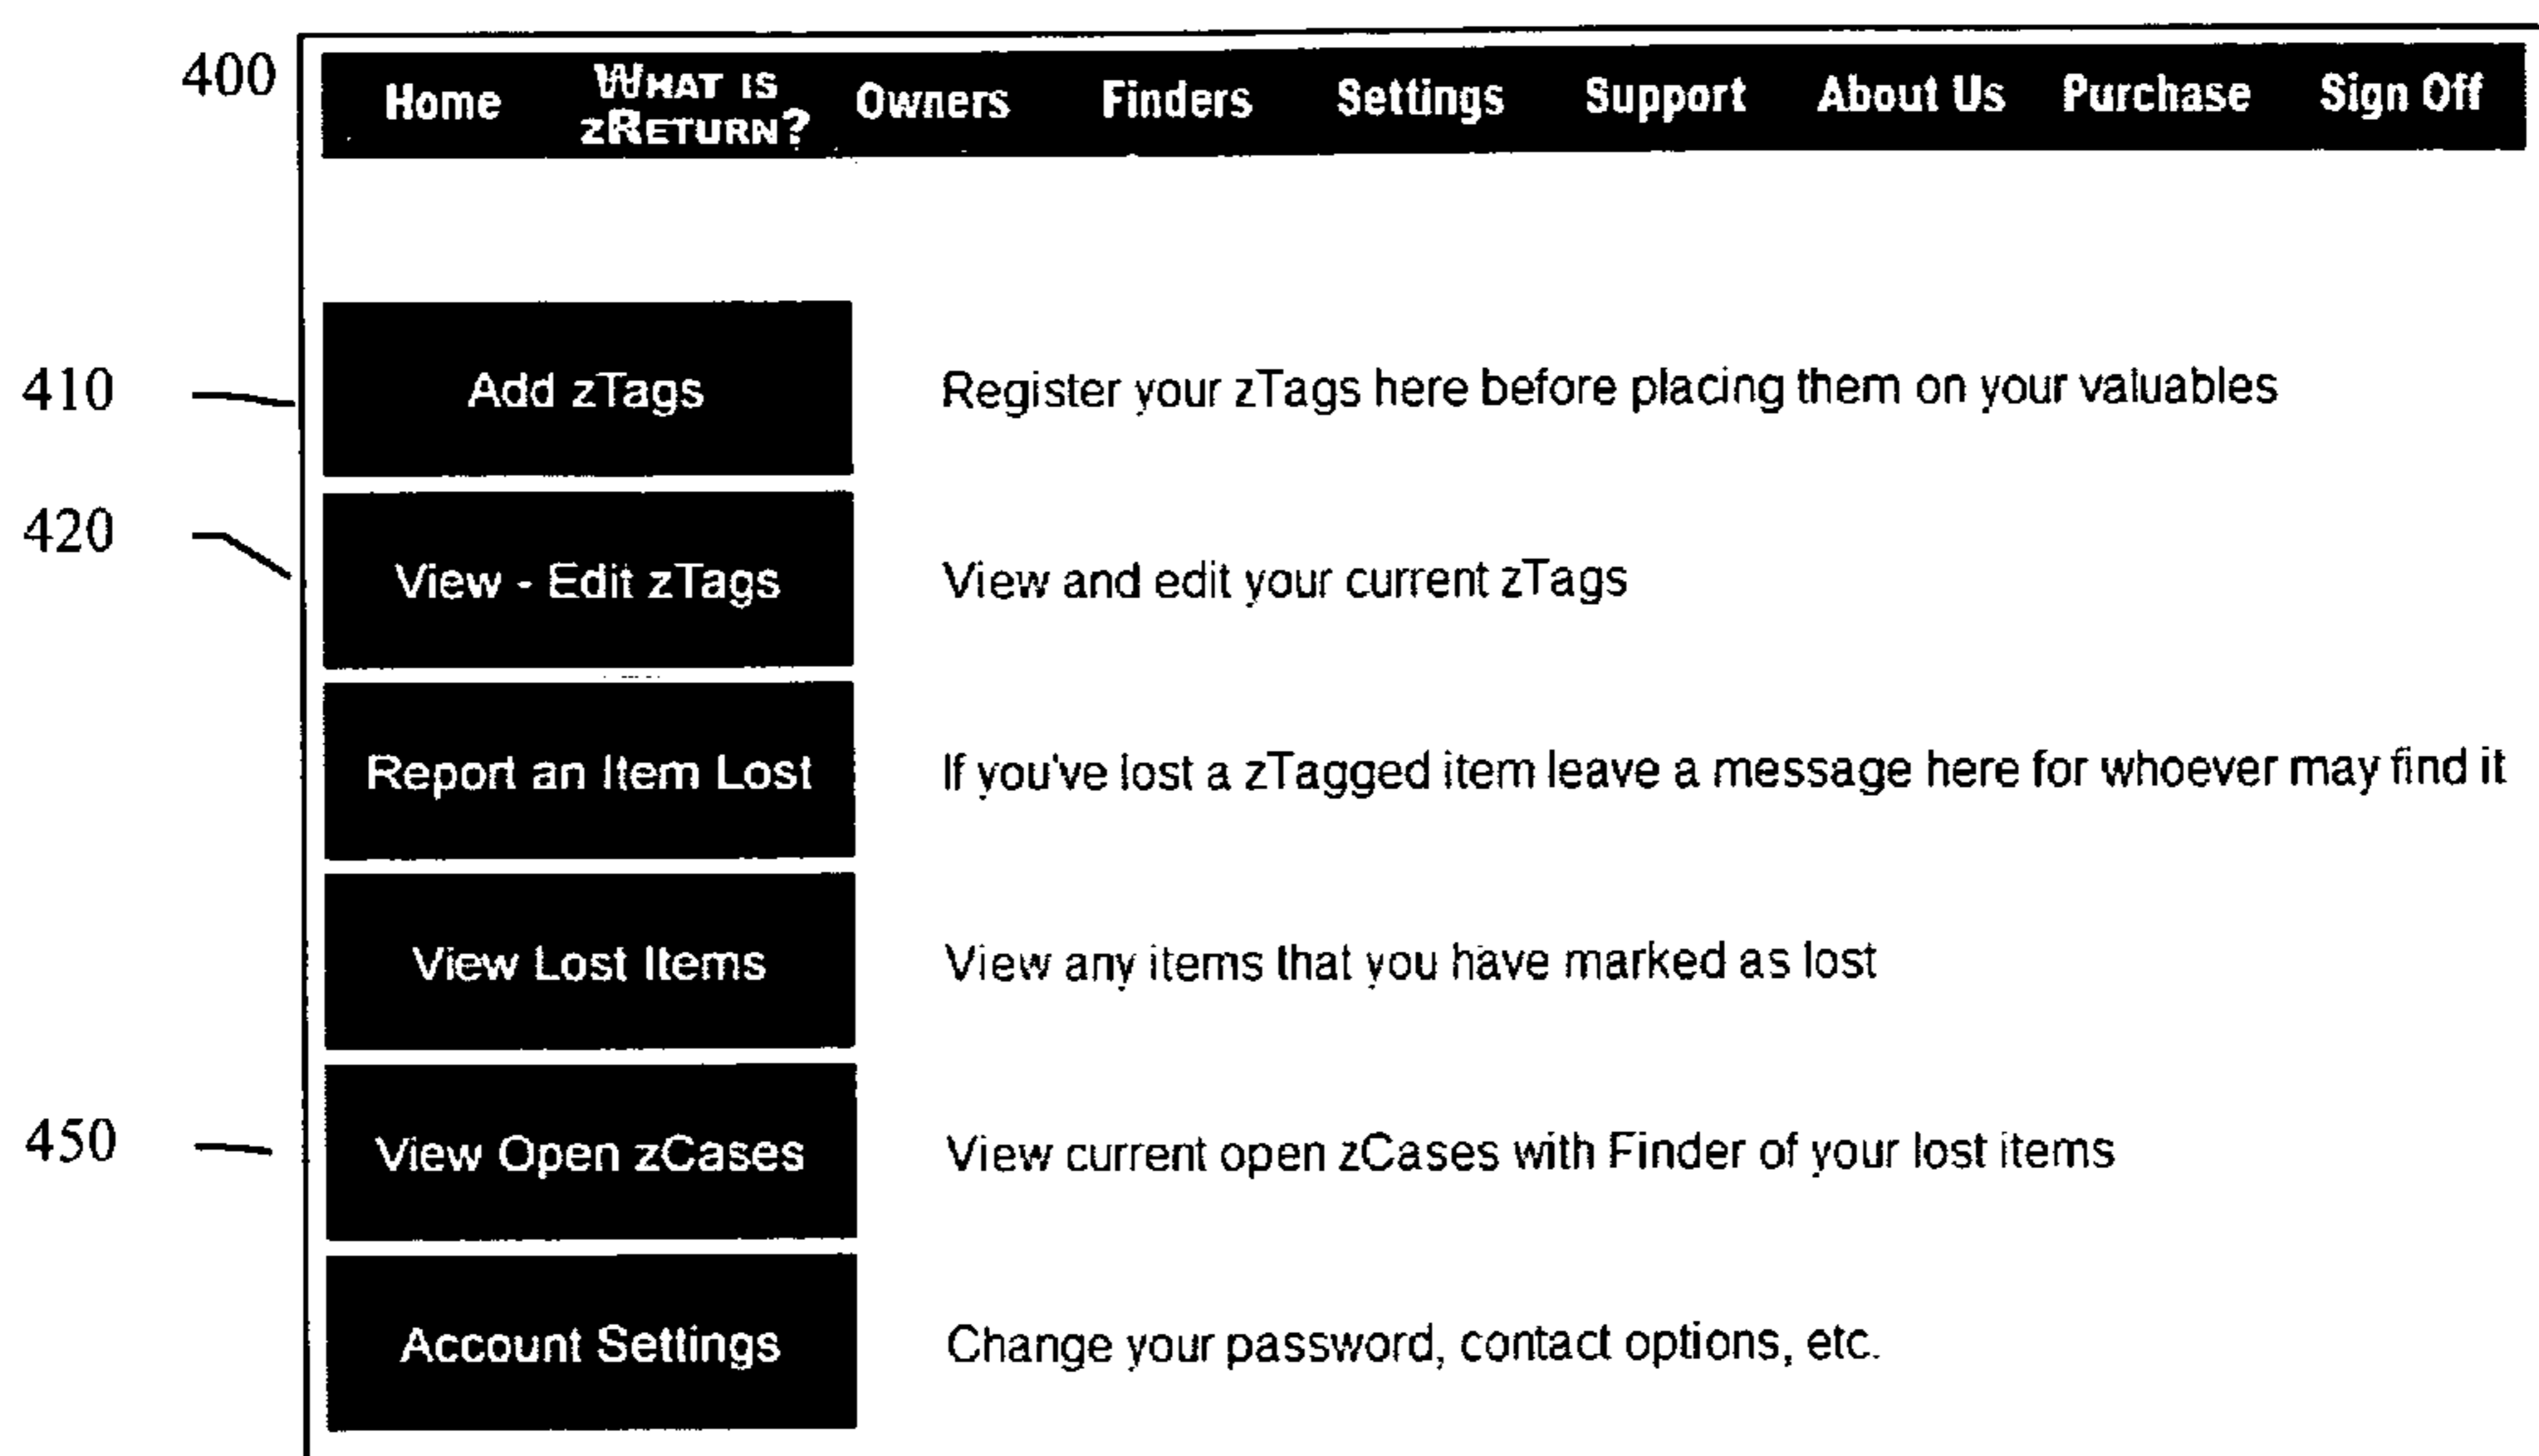 400
Home WHAT IS ZRETURN? Owners Finders Settings Support About Us Purchase Sign Off
410 Add zTags Register your zTags here before placing them on your valuables
420 View - Edit zTags View and edit your current zTags
Report an Item Lost If you've lost a zTagged item leave a message here for whoever may find it
View Lost Items View any items that you have marked as lost
450 View Open zCases View current open zCases with Finder of your lost items
Account Settings Change your password, contact options, etc.